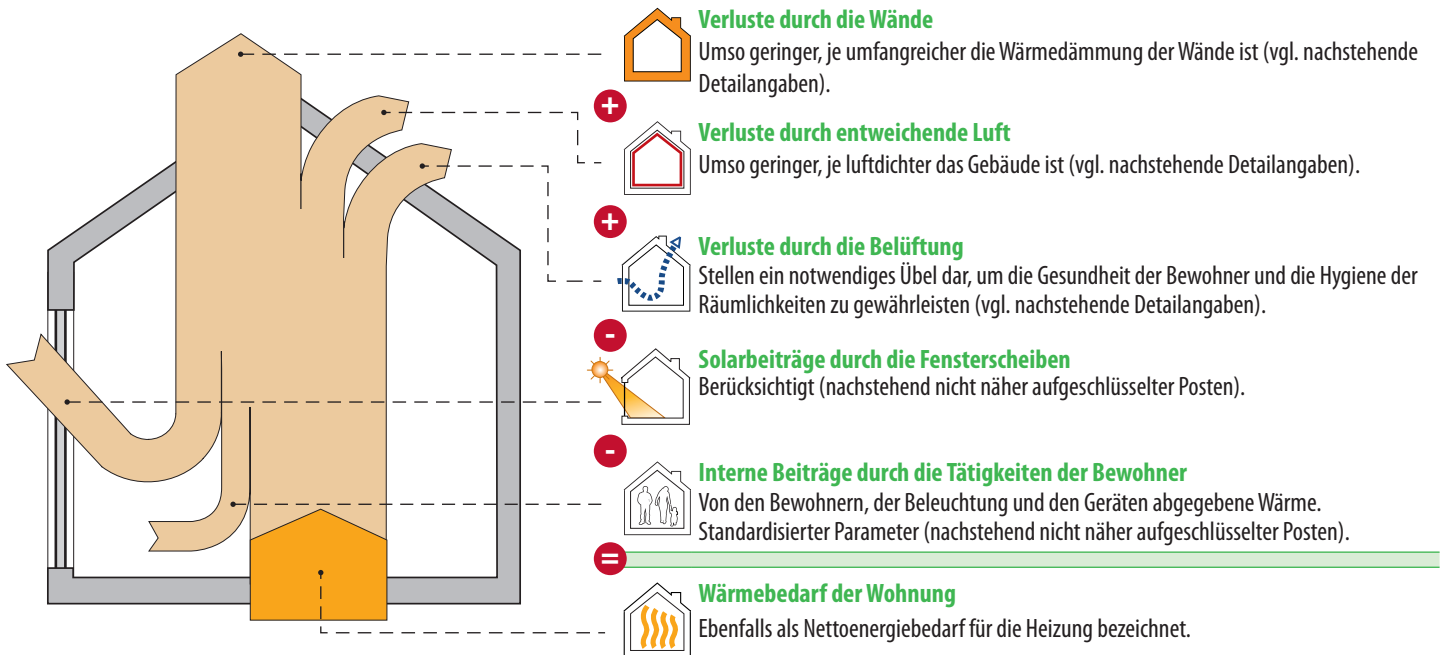 Verluste durch die Wände
Umso geringer, je umfangreicher die Wärmedämmung der Wände ist (vgl. nachstehende
Detailangaben).
+
Verluste durch entweichende Luft
Umso geringer, je luftdichter das Gebäude ist (vgl. nachstehende Detailangaben).
+
Verluste durch die Belüftung
Stellen ein notwendiges Übel dar, um die Gesundheit der Bewohner und die Hygiene der
Räumlichkeiten zu gewährleisten (vgl. nachstehende Detailangaben).
-
Solarbeiträge durch die Fensterscheiben
Berücksichtigt (nachstehend nicht näher aufgeschlüsselter Posten).
-
Interne Beiträge durch die Tätigkeiten der Bewohner
Von den Bewohnern, der Beleuchtung und den Geräten abgegebene Wärme.
Standardisierter Parameter (nachstehend nicht näher aufgeschlüsselter Posten).
=
Wärmebedarf der Wohnung
Ebenfalls als Nettoenergiebedarf für die Heizung bezeichnet.